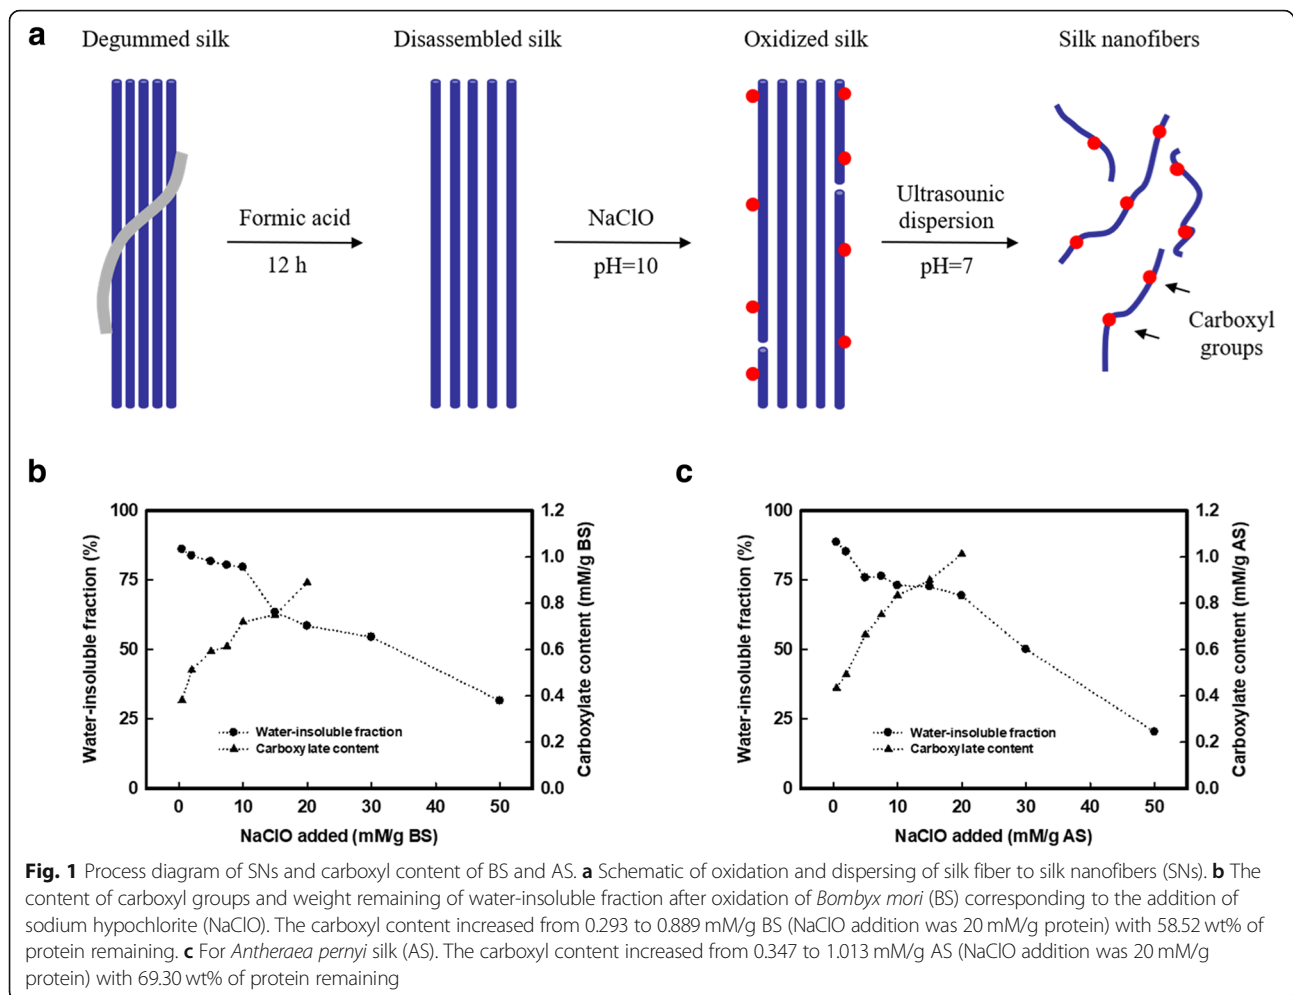 a
Degummed silk
Disassembled silk
Oxidized silk
Silk nanofibers
Formic acid
12 h
NaClO
pH=10
Ultrasounic
dispersion
pH=7
Carboxyl
groups
b
100
75
50
25
0
Water-insoluble fraction (%)
1.2
1.0
0.8
0.6
0.4
0.2
0.0
Carboxylate content (mM/g BS)
Water-insoluble fraction
Carboxylate content
0 10 20 30 40 50
NaClO added (mM/g BS)
c
100
75
50
25
0
Water-insoluble fraction (%)
1.2
1.0
0.8
0.6
0.4
0.2
0.0
Carboxylate content (mM/g AS)
Water-insoluble fraction
Carboxylate content
0 10 20 30 40 50
NaClO added (mM/g AS)
Fig. 1 Process diagram of SNs and carboxyl content of BS and AS. a Schematic of oxidation and dispersing of silk fiber to silk nanofibers (SNs). b The
content of carboxyl groups and weight remaining of water-insoluble fraction after oxidation of Bombyx mori (BS) corresponding to the addition of
sodium hypochlorite (NaClO). The carboxyl content increased from 0.293 to 0.889 mM/g BS (NaClO addition was 20 mM/g protein) with 58.52 wt% of
protein remaining. c For Antheraea pernyi silk (AS). The carboxyl content increased from 0.347 to 1.013 mM/g AS (NaClO addition was 20 mM/g
protein) with 69.30 wt% of protein remaining